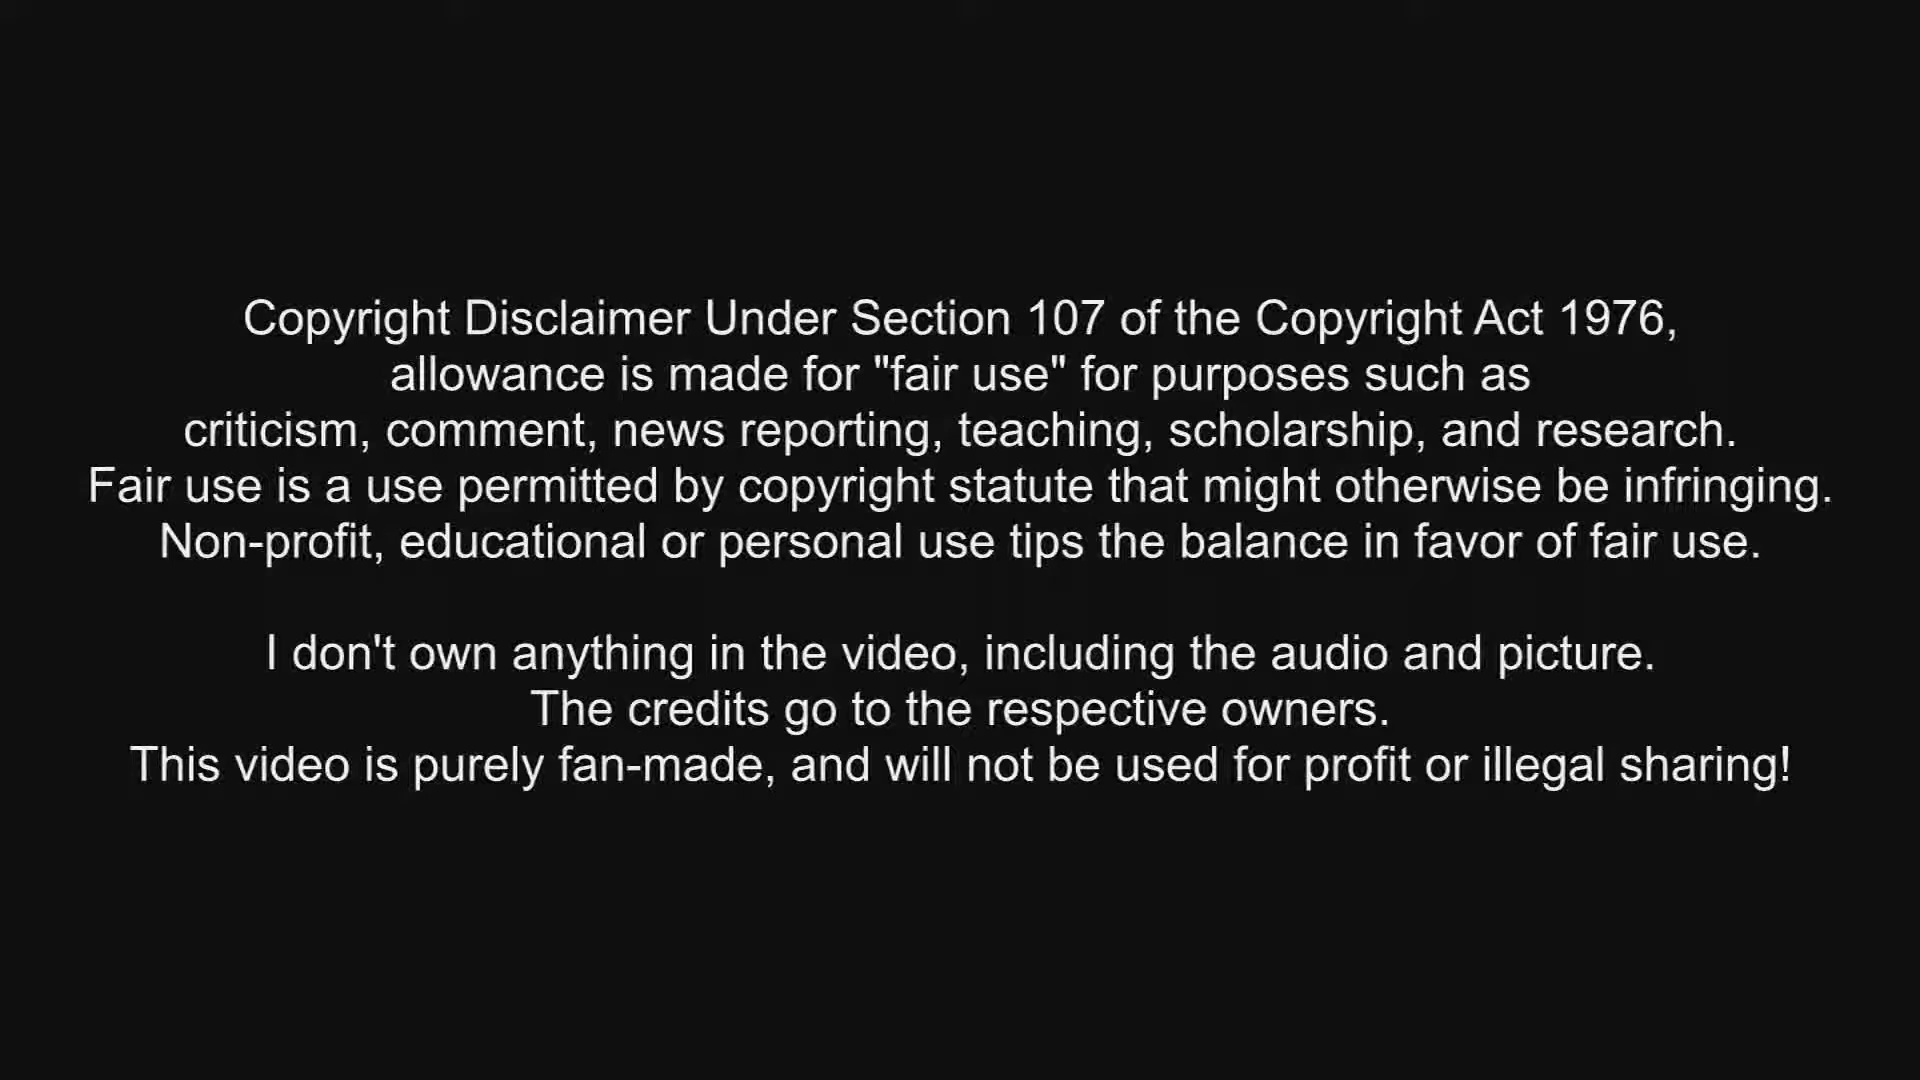 Copyright Disclaimer Under Section 107 of the Copyright Act 1976,
allowance is made for "fair use" for purposes such as
criticism, comment, news reporting, teaching, scholarship, and research.
Fair use is a use permitted by copyright statute that might otherwise be infringing.
Non-profit, educational or personal use tips the balance in favor of fair use.
I don't own anything in the video, including the audio and picture.
The credits go to the respective owners.
This video is purely fan-made, and will not be used for profit or illegal sharing!